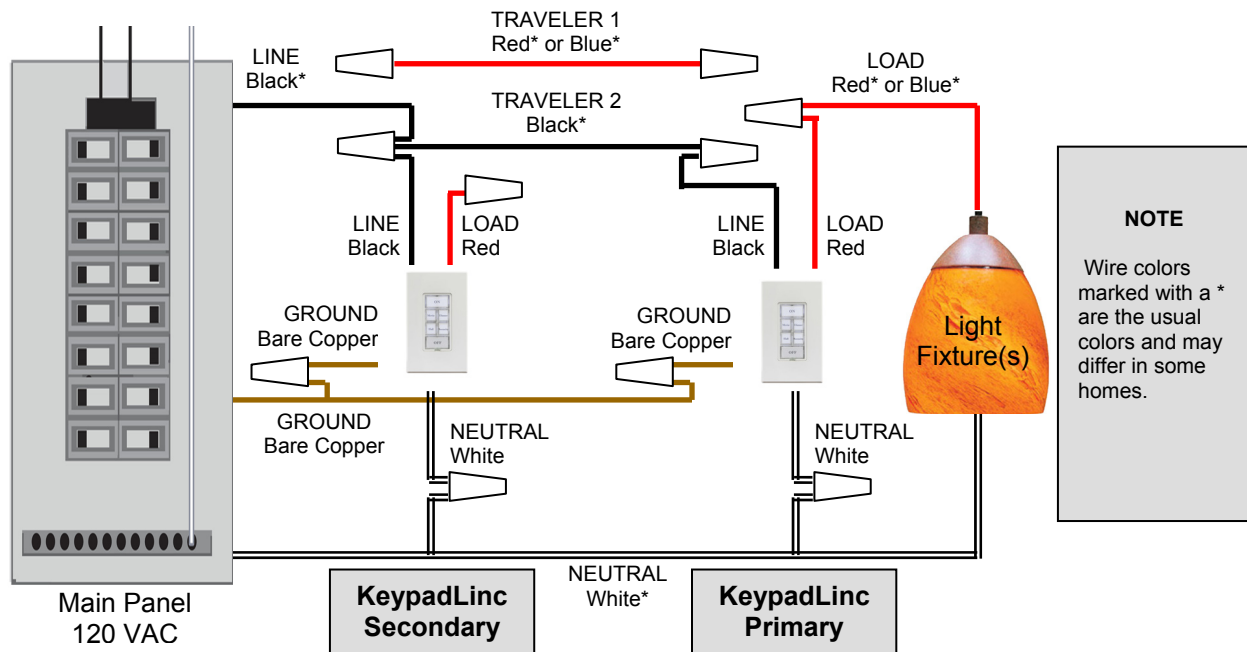 TRAVELER 1
Red* or Blue*
LINE
Black*
LOAD
Red* or Blue*
TRAVELER 2
Black*
LINE
Black
LOAD
Red
LINE
Black
LOAD
Red
NOTE
Wire colors
marked with a *
are the usual
colors and may
differ in some
homes.
GROUND
Bare Copper
GROUND
Bare Copper
Light
Fixture(s)
GROUND
Bare Copper
NEUTRAL
White
NEUTRAL
White
NEUTRAL
White*
Main Panel
120 VAC
KeypadLinc
Secondary
KeypadLinc
Primary